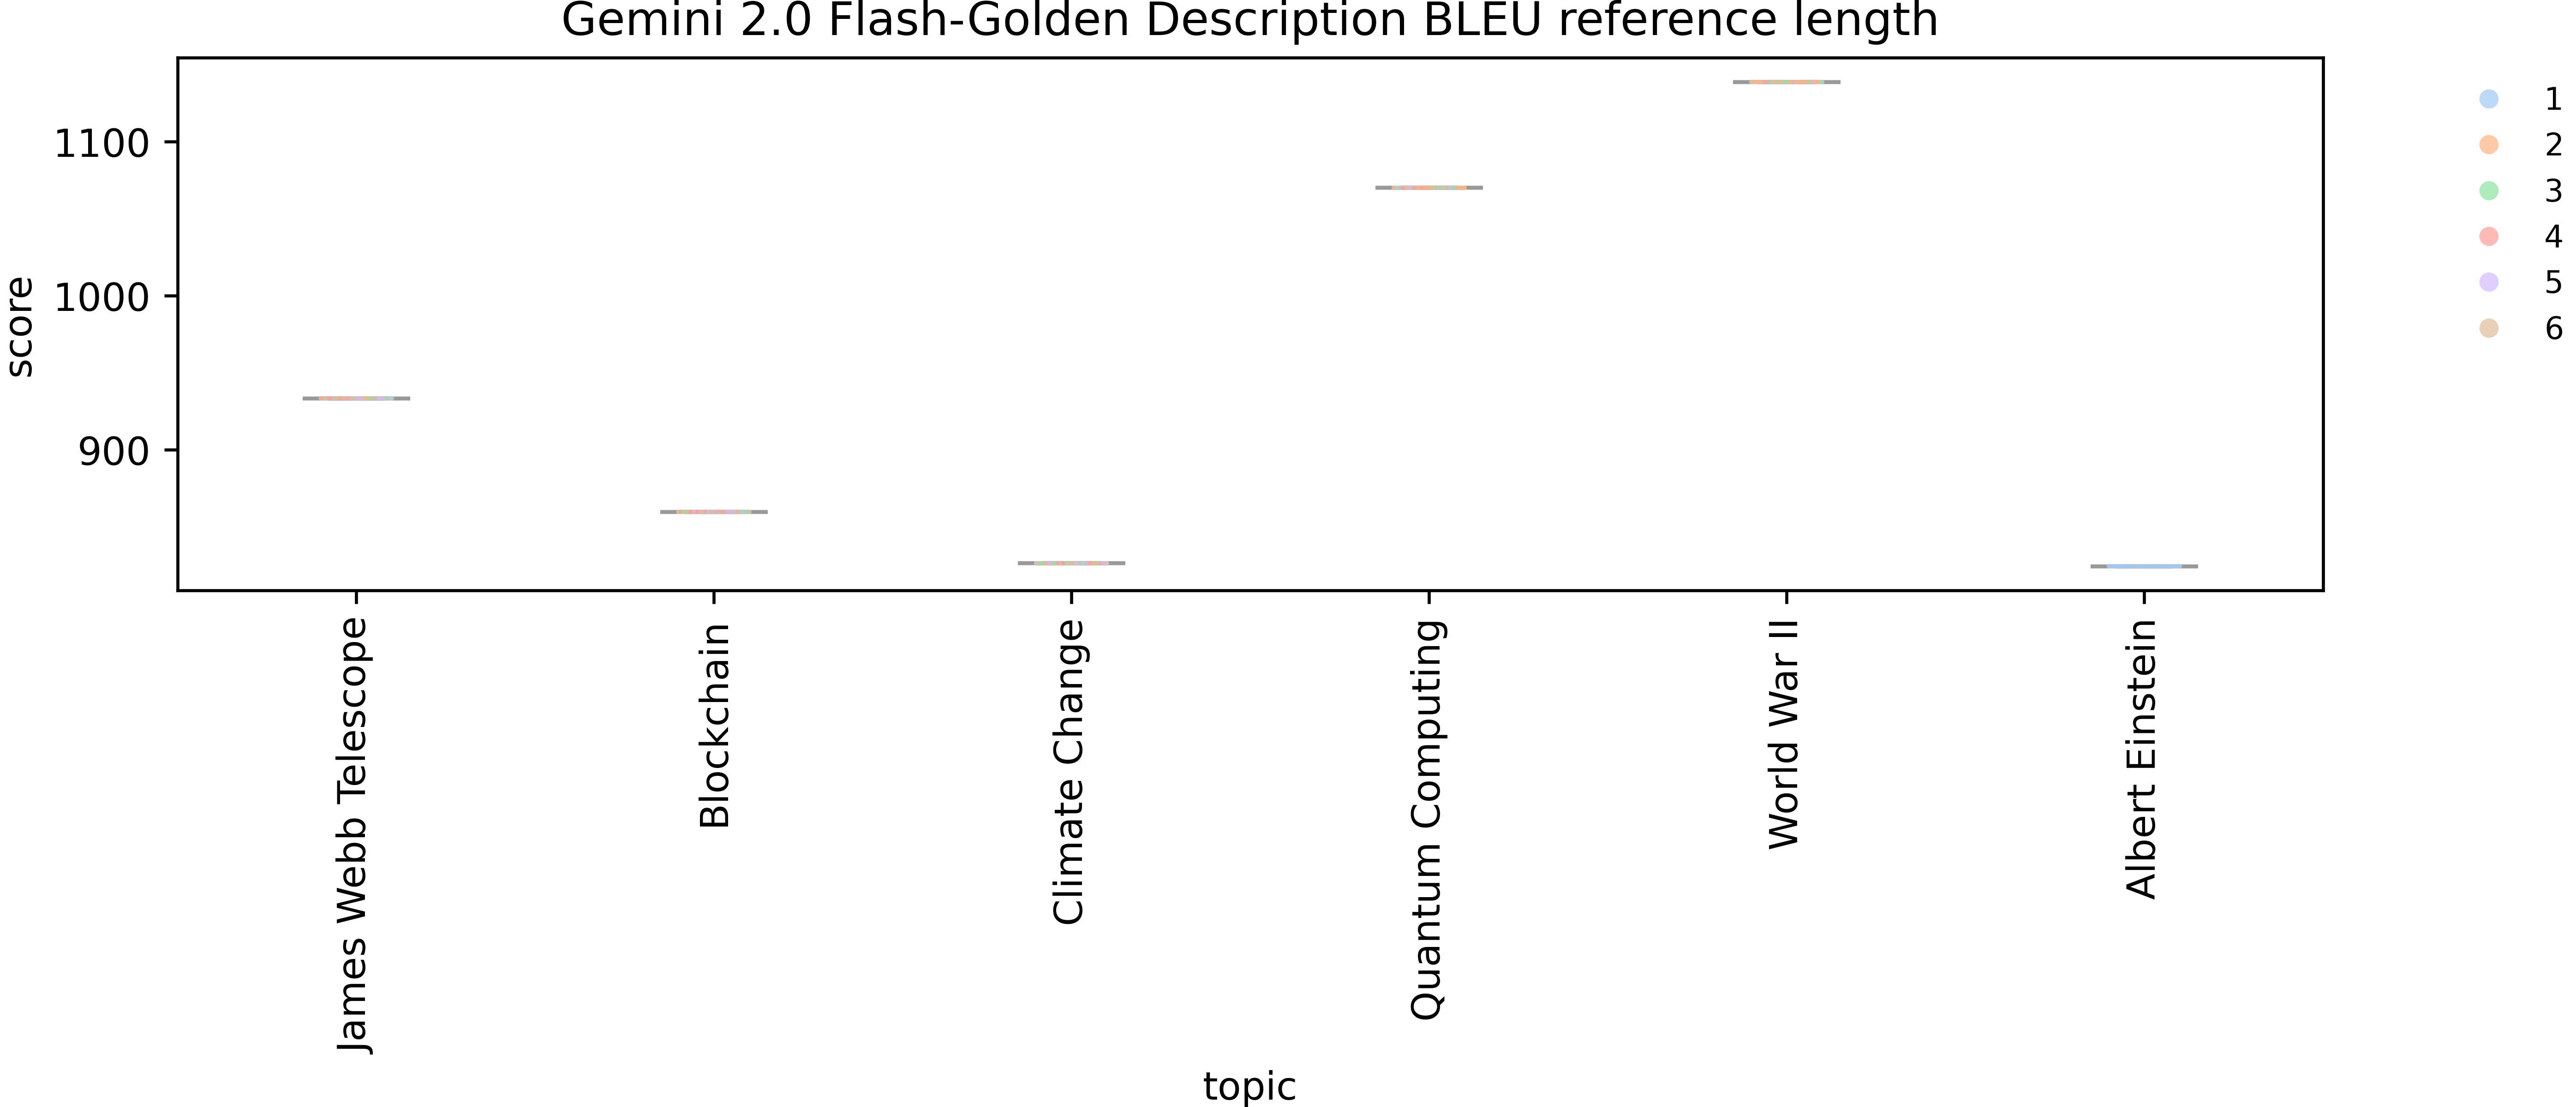 Gemini 2.0 Flash-Golden Description BLEU reference length
score
1100
1000
900
1
2
3
4
5
6
James Webb Telescope
Blockchain
Climate Change
Quantum Computing
World War II
Albert Einstein
topic